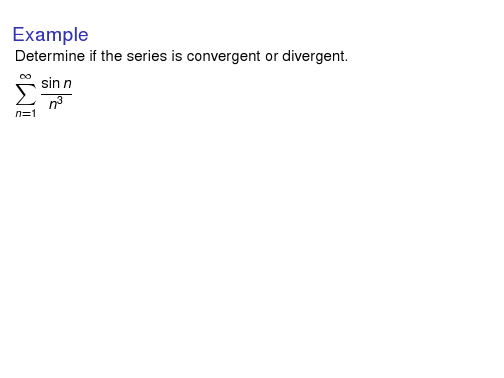 Example
Determine if the series is convergent or divergent.
∞
∑ sin n / n³
n=1